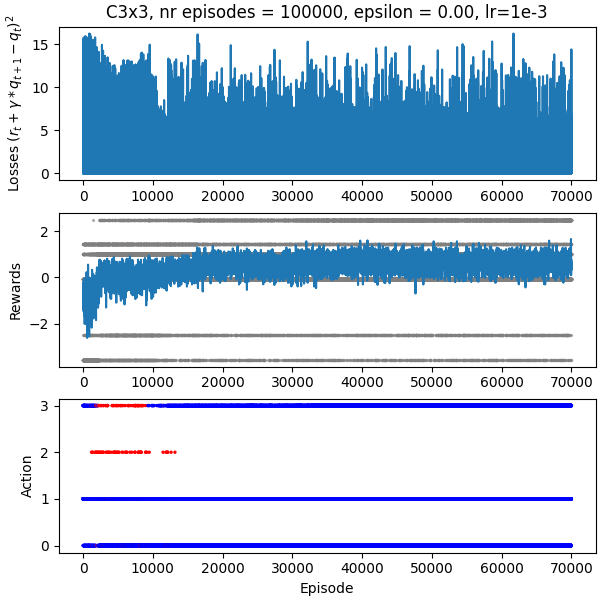 C3x3, nr episodes = 100000, epsilon = 0.00, lr=1e-3
Losses $(r_t + \gamma * q_{t+1} - q_t)^2$
15
10
5
0
0 10000 20000 30000 40000 50000 60000 70000
Rewards
2
0
−2
0 10000 20000 30000 40000 50000 60000 70000
Action
3
2
1
0
0 10000 20000 30000 40000 50000 60000 70000
Episode